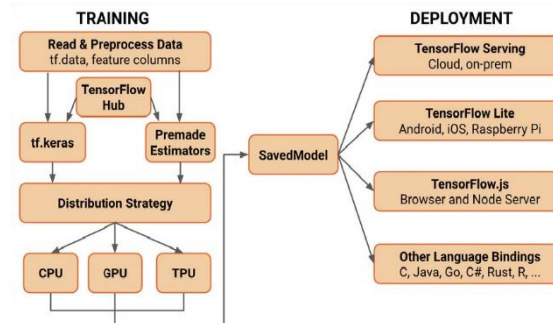 TRAINING
Read & Preprocess Data
tf.data, feature columns
TensorFlow
Hub
tf.keras
Premade
Estimators
Distribution Strategy
CPU
GPU
TPU
SavedModel
DEPLOYMENT
TensorFlow Serving
Cloud, on-prem
TensorFlow Lite
Android, iOS, Raspberry Pi
TensorFlow.js
Browser and Node Server
Other Language Bindings
C, Java, Go, C#, Rust, R, ...